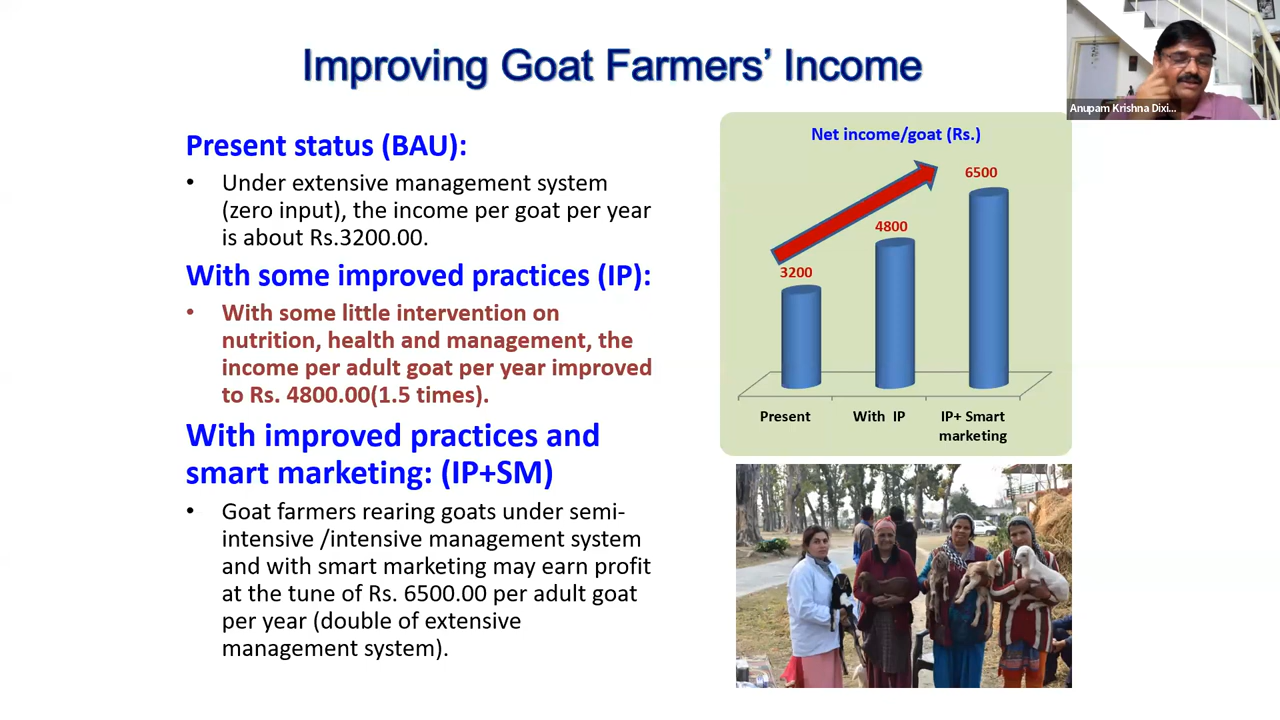 Improving Goat Farmers’ Income
Anupam Krishna Dixi...
Present status (BAU):
• Under extensive management system
(zero input), the income per goat per year
is about Rs.3200.00.
With some improved practices (IP):
• With some little intervention on
nutrition, health and management, the
income per adult goat per year improved
to Rs. 4800.00(1.5 times).
With improved practices and
smart marketing: (IP+SM)
• Goat farmers rearing goats under semi-
intensive /intensive management system
and with smart marketing may earn profit
at the tune of Rs. 6500.00 per adult goat
per year (double of extensive
management system).
Net income/goat (Rs.)
6500
4800
3200
Present
With IP
IP+ Smart
marketing